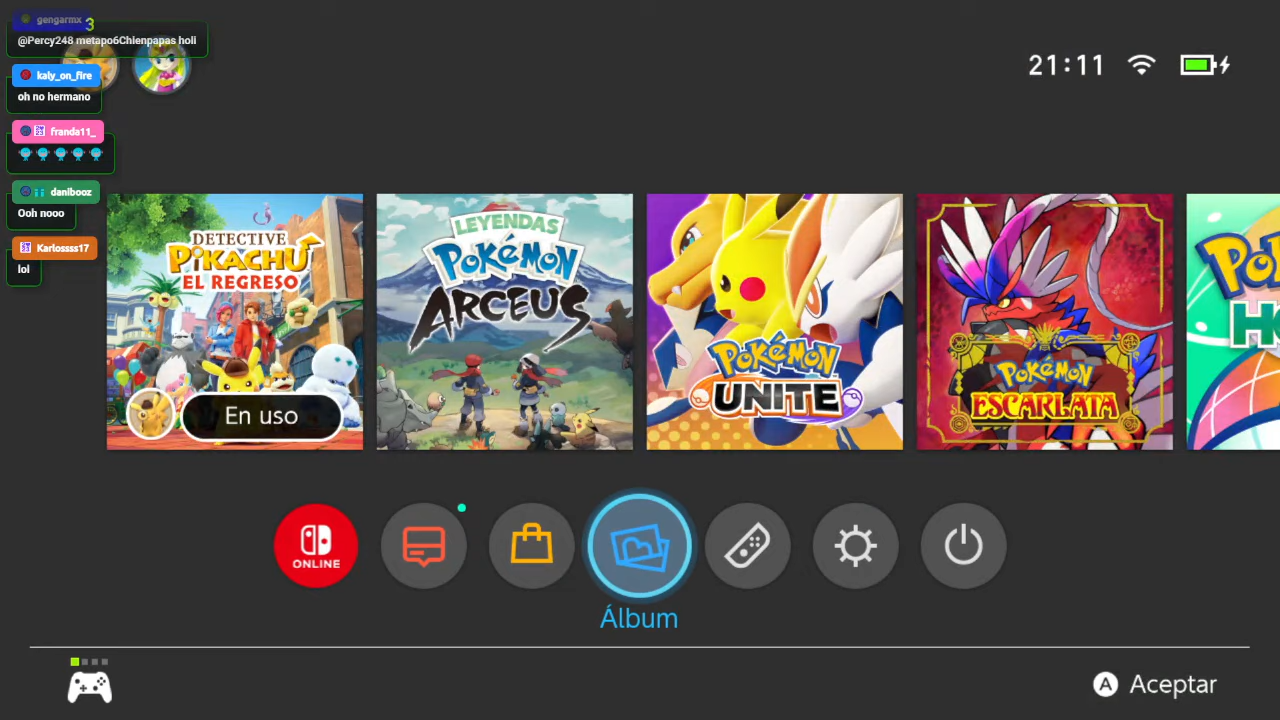 gengarmx
3
@Percy248 metapo6Chienpapas holi
kaly_on_fire
oh no hermano
franda11_
danibooz
Ooh nooo
Karlossss17
lol
21:11
DETECTIVE
PiKACHU
EL REGRESO
En uso
LEYENDAS
Pokémon
ARCEUS
Pokémon
UNITE
Pokémon
ESCARLATA
ONLINE
Álbum
A Aceptar